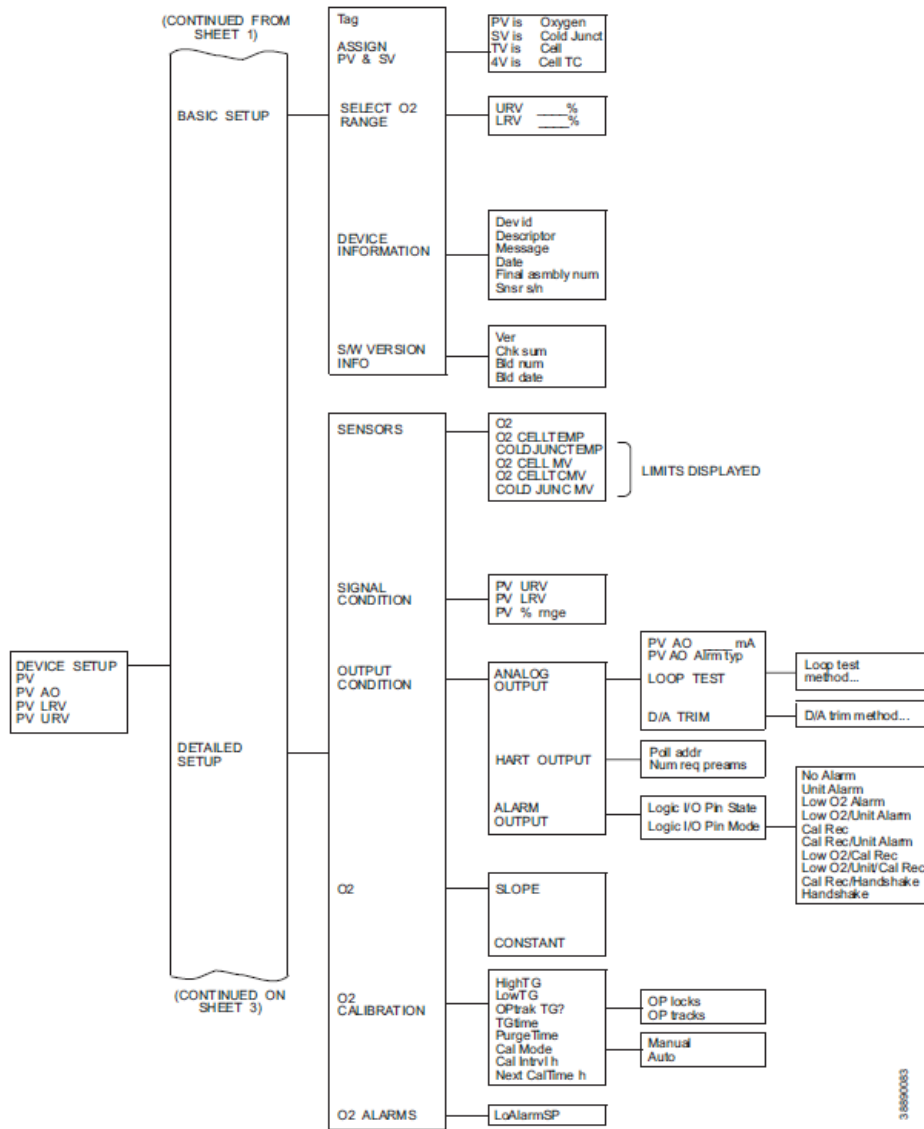 (CONTINUED FROM
SHEET 1)
BASIC SETUP
Tag
ASSIGN
PV & SV
PV is Oxygen
SV is Cold Junct
TV is Cell
4V is Cell TC
SELECT O2
RANGE
URV ____%
LRV ____%
DEVICE
INFORMATION
Dev id
Descriptor
Message
Date
Final asmbly num
Snsr s/n
S/W VERSION
INFO
Ver
Chk sum
Bld num
Bld date
DEVICE SETUP
PV
PV AO
PV LRV
PV URV
DETAILED
SETUP
SENSORS
O2
O2 CELLTEMP
COLDJUNCTEMP
O2 CELL MV
O2 CELLTCMV
COLD JUNC MV
LIMITS DISPLAYED
SIGNAL
CONDITION
PV URV
PV LRV
PV % rnge
OUTPUT
CONDITION
ANALOG
OUTPUT
PV AO ____ mA
PV AO Alrm typ
LOOP TEST
Loop test
method...
D/A TRIM
D/A trim method...
HART OUTPUT
Poll addr
Num req preams
ALARM
OUTPUT
Logic I/O Pin State
Logic I/O Pin Mode
No Alarm
Unit Alarm
Low O2 Alarm
Low O2/Unit Alarm
Cal Rec
Cal Rec/Unit Alarm
Low O2/Cal Rec
Low O2/Unit/Cal Rec
Cal Rec/Handshake
Handshake
O2
SLOPE
CONSTANT
O2
CALIBRATION
HighTG
LowTG
OPtrak TG?
TGtime
PurgeTime
Cal Mode
Cal Intrvl h
Next CalTime h
OP locks
OP tracks
Manual
Auto
O2 ALARMS
LoAlarmSP
(CONTINUED ON
SHEET 3)
38890083